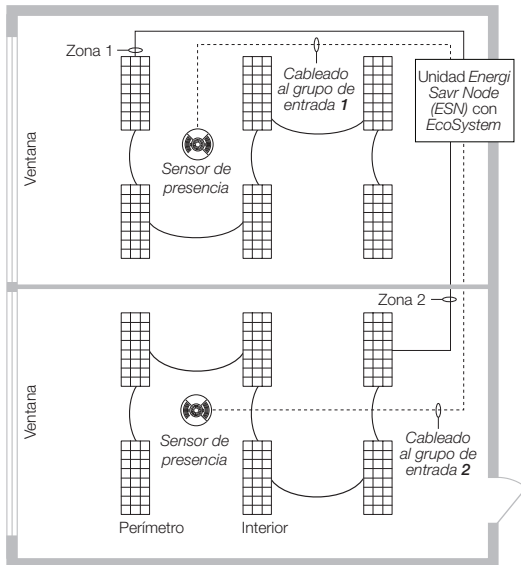 Zona 1
Cableado
al grupo de
entrada 1
Unidad Energi
Savr Node
(ESN) con
EcoSystem
Ventana
Sensor de
presencia
Zona 2
Ventana
Sensor de
presencia
Cableado
al grupo de
entrada 2
Perímetro
Interior